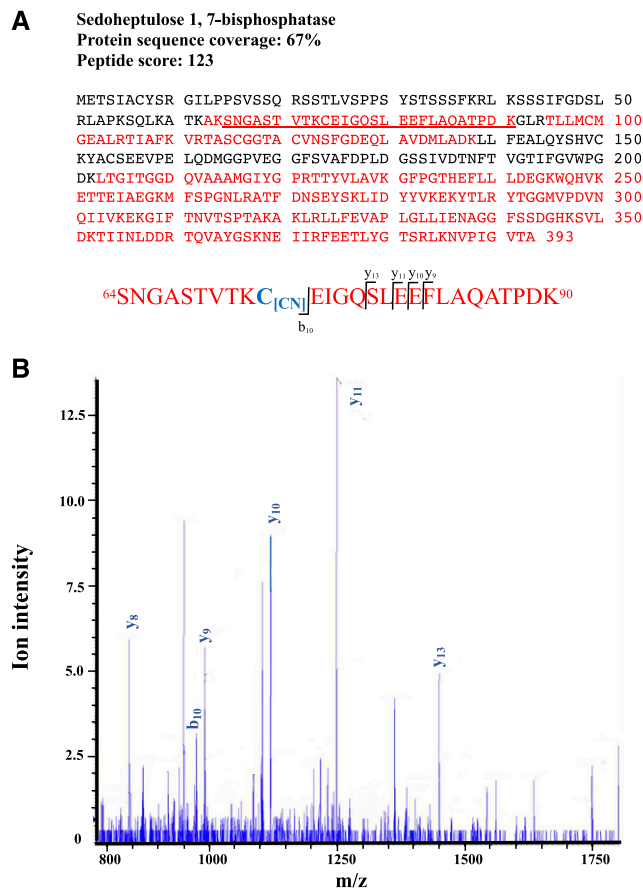 A
Sedoheptulose 1, 7-bisphosphatase
Protein sequence coverage: 67%
Peptide score: 123
METSIACYSR GILPPSVSSQ RSSTLVSPPS YSTSSSFKRL KSSSIFGDSL 50
RLAPKSQLKA TKAKSNGAST VTKCEIGQSL EEFLAQATPD KGLRTLLMCM 100
GEALRTIAFK VRTASCGGTA CVNSFGDEQL AVDMLADKLL FEALQYSHVC 150
KYACSEEVPE LQDMGGPVEG GFSVAFDPLD GSSIVDTNFT VGTIFGVWPG 200
DKLTGITGGD QVAAAMGIYG PRTTYVLAVK GFPGTHEFLL LDEGKWQHVK 250
ETTEIAEGKM FSPGNLRATF DNSEYSKLID YYVKEKYTLR YTGGMVPDVN 300
QIIVKEKGIF TNVTSPTAKA KLRLLFEVAP LGLLIENAGG FSSDGHKSVL 350
DKTIINLDDR TQVAYGSKNE IIRFEETLYG TSRLKNVPIG VTA 393
y13 y11 y10 y9
64SNGASTVTKC[CN]EIGQSLEEFLAQATPDK90
b10
B
y11
12.5
10.0
y10
7.5
y8
y9
5.0
y13
b10
2.5
0
Ion intensity
800 1000 1250 1500 1750
m/z